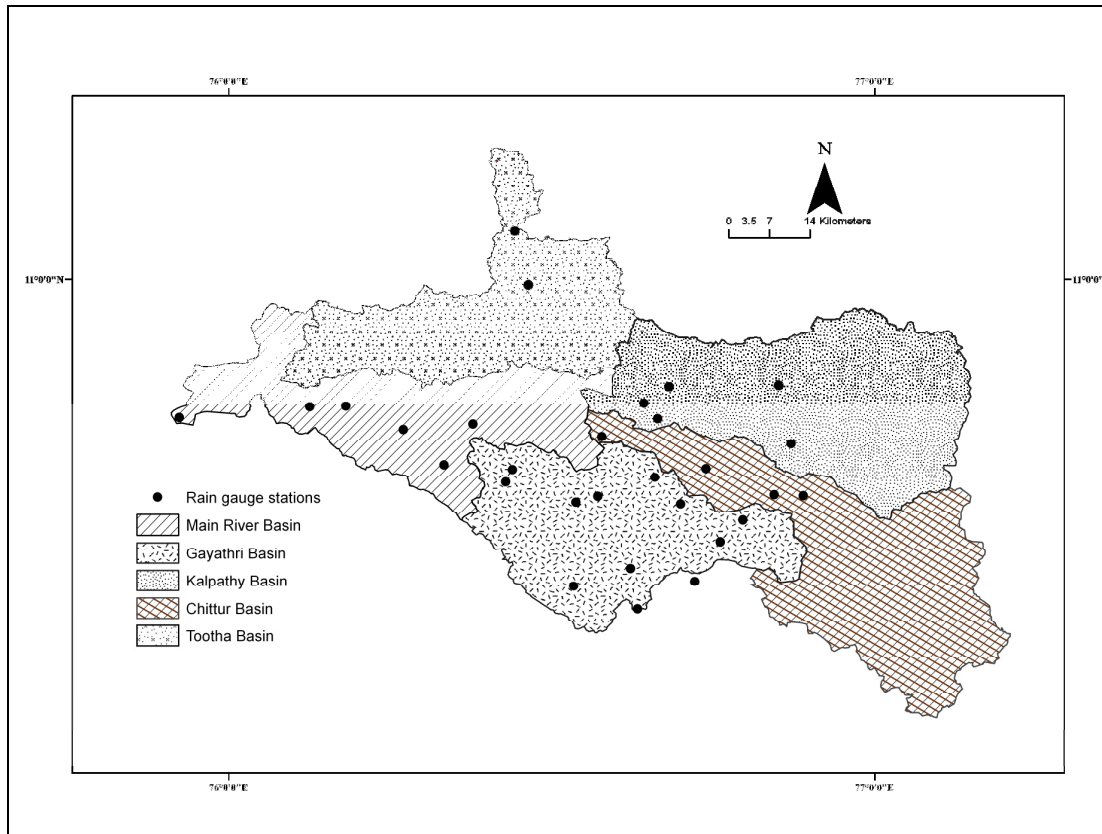 76°0'0"E
77°0'0"E
N
0 3.5 7 14 Kilometers
11°0'0"N
11°0'0"
Rain gauge stations
Main River Basin
Gayathri Basin
Kalpathy Basin
Chittur Basin
Tootha Basin
76°0'0"E
77°0'0"E